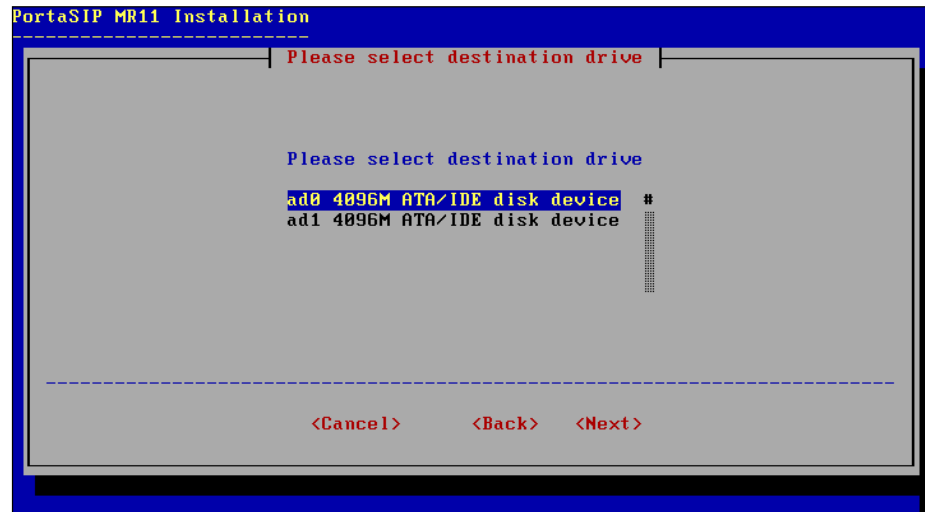 PortaSIP MR11 Installation
Please select destination drive
Please select destination drive
ad0 4096M ATA/IDE disk device #
ad1 4096M ATA/IDE disk device
<Cancel> <Back> <Next>